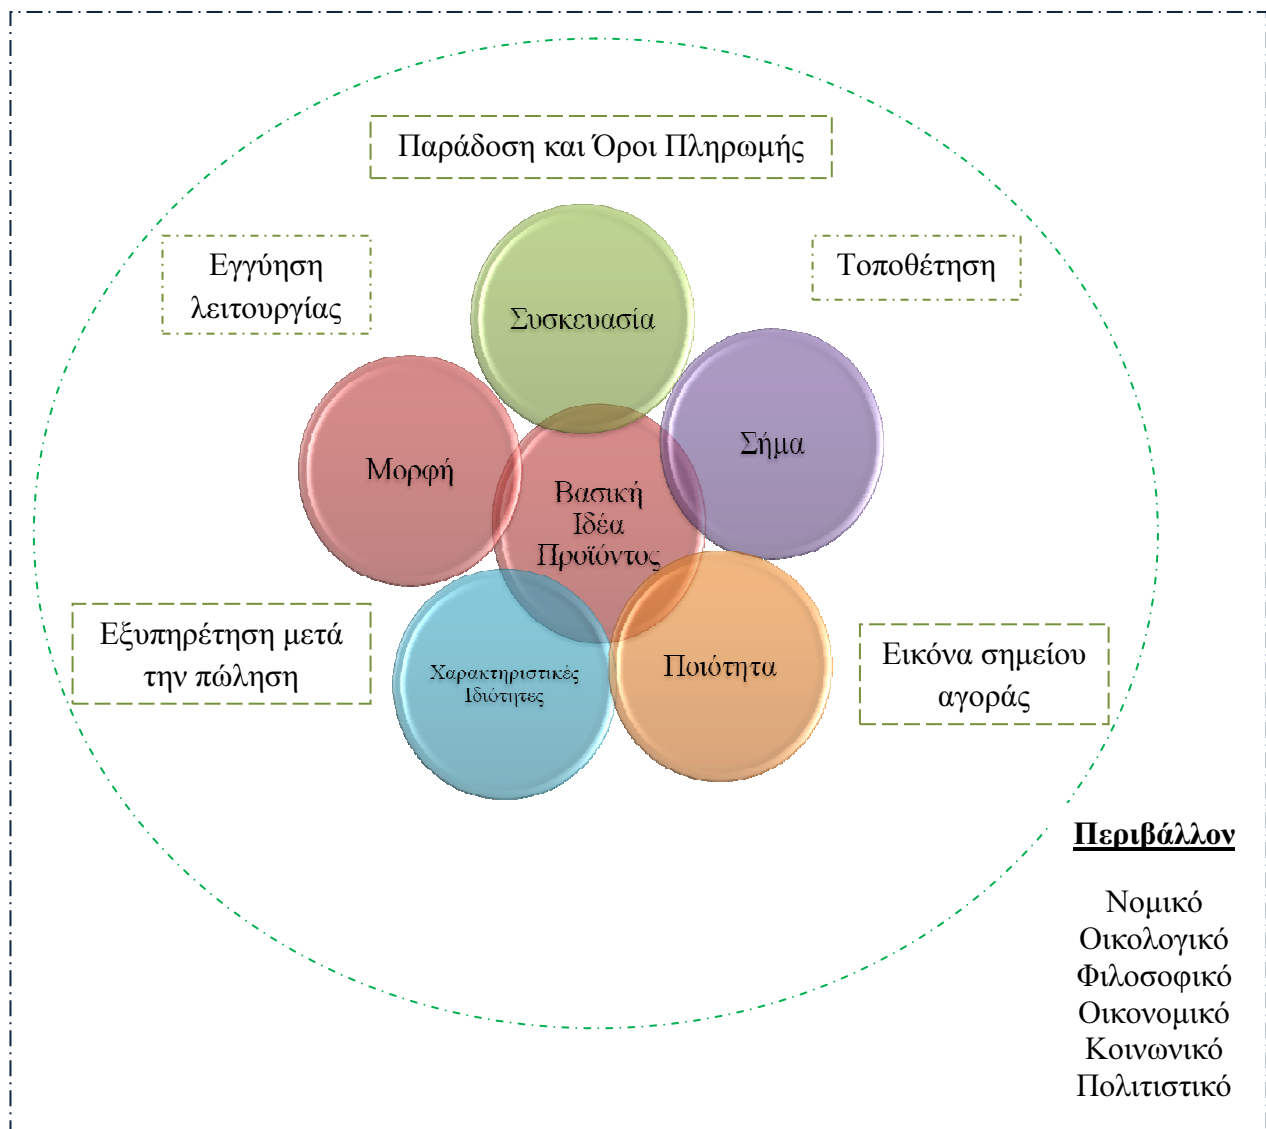 Παράδοση και Όροι Πληρωμής
Εγγύηση
λειτουργίας
Τοποθέτηση
Συσκευασία
Σήμα
Μορφή
Βασική
Ιδέα
Προϊόντος
Εξυπηρέτηση μετά
την πώληση
Χαρακτηριστικές
Ιδιότητες
Ποιότητα
Εικόνα σημείου
αγοράς
Περιβάλλον
Νομικό
Οικολογικό
Φιλοσοφικό
Οικονομικό
Κοινωνικό
Πολιτιστικό